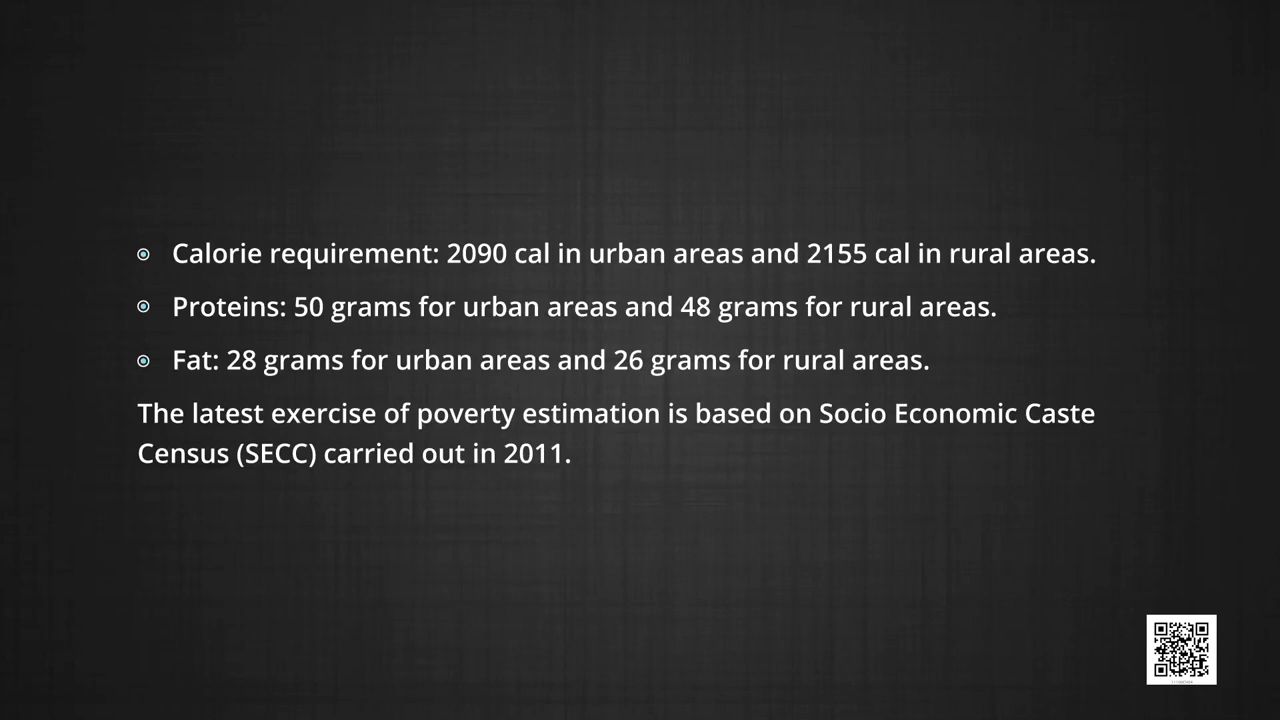 Calorie requirement: 2090 cal in urban areas and 2155 cal in rural areas.
Proteins: 50 grams for urban areas and 48 grams for rural areas.
Fat: 28 grams for urban areas and 26 grams for rural areas.
The latest exercise of poverty estimation is based on Socio Economic Caste
Census (SECC) carried out in 2011.